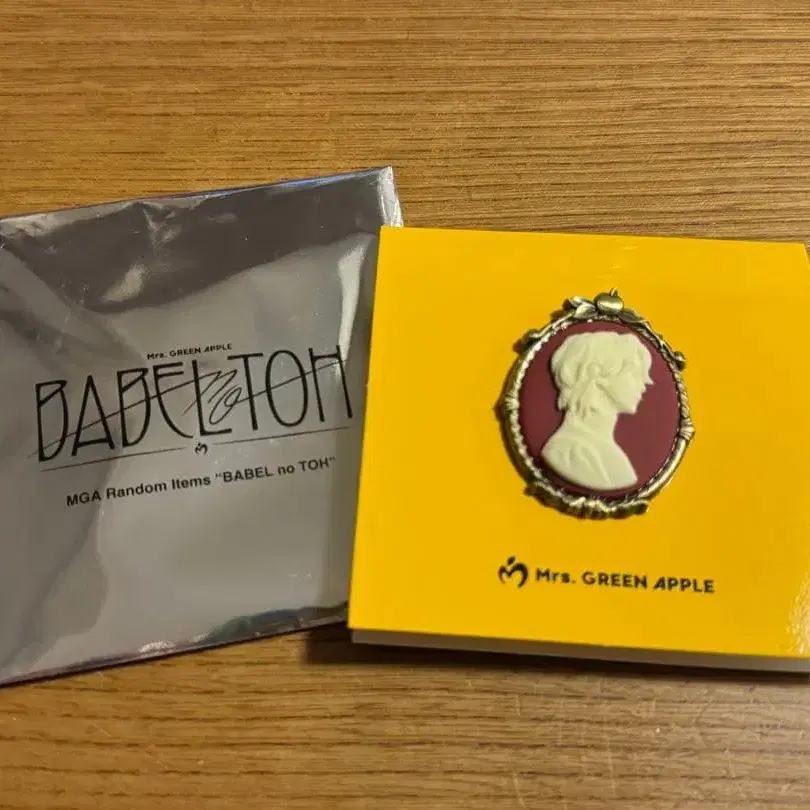 Mrs. GREEN APPLE
BABEL no TOH
MGA Random Items "BABEL no TOH"
Mrs. GREEN APPLE